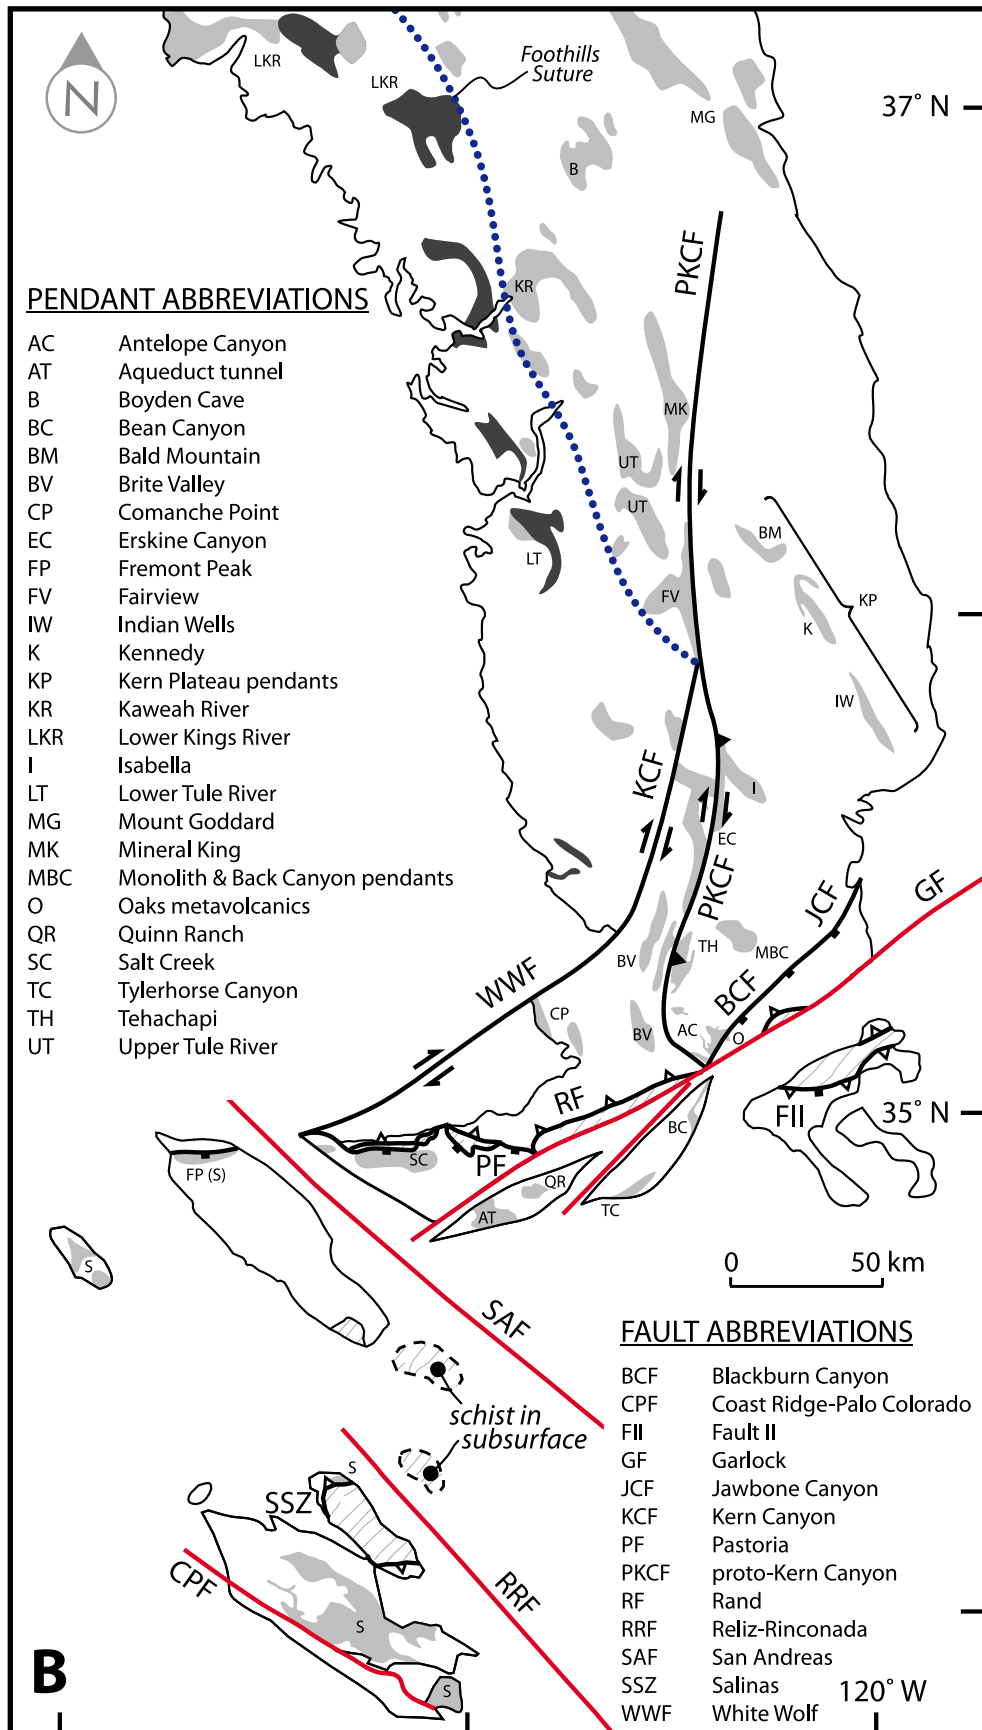 N
LKR
LKR
Foothills
Suture
MG
37° N
B
PKCF
KR
PENDANT ABBREVIATIONS
AC Antelope Canyon
AT Aqueduct tunnel
B Boyden Cave
BC Bean Canyon
BM Bald Mountain
BV Brite Valley
CP Comanche Point
EC Erskine Canyon
FP Fremont Peak
FV Fairview
IW Indian Wells
K Kennedy
KP Kern Plateau pendants
KR Kaweah River
LKR Lower Kings River
I Isabella
LT Lower Tule River
MG Mount Goddard
MK Mineral King
MBC Monolith & Back Canyon pendants
O Oaks metavolcanics
QR Quinn Ranch
SC Salt Creek
TC Tylerhorse Canyon
TH Tehachapi
UT Upper Tule River
MK
UT
UT
BM
LT
FV
KP
K
IW
KCF
I
EC
PKCF
JCF
GF
TH
MBC
BV
WWF
BCF
CP
BV
AC
O
RF
35° N
FII
BC
SC
PF
FP (S)
QR
TC
AT
S
0 50 km
SAF
schist in
subsurface
S
SSZ
CPF
RRF
S
S
FAULT ABBREVIATIONS
BCF Blackburn Canyon
CPF Coast Ridge-Palo Colorado
FII Fault II
GF Garlock
JCF Jawbone Canyon
KCF Kern Canyon
PF Pastoria
PKCF proto-Kern Canyon
RF Rand
RRF Reliz-Rinconada
SAF San Andreas
SSZ Salinas
WWF White Wolf
120° W
B